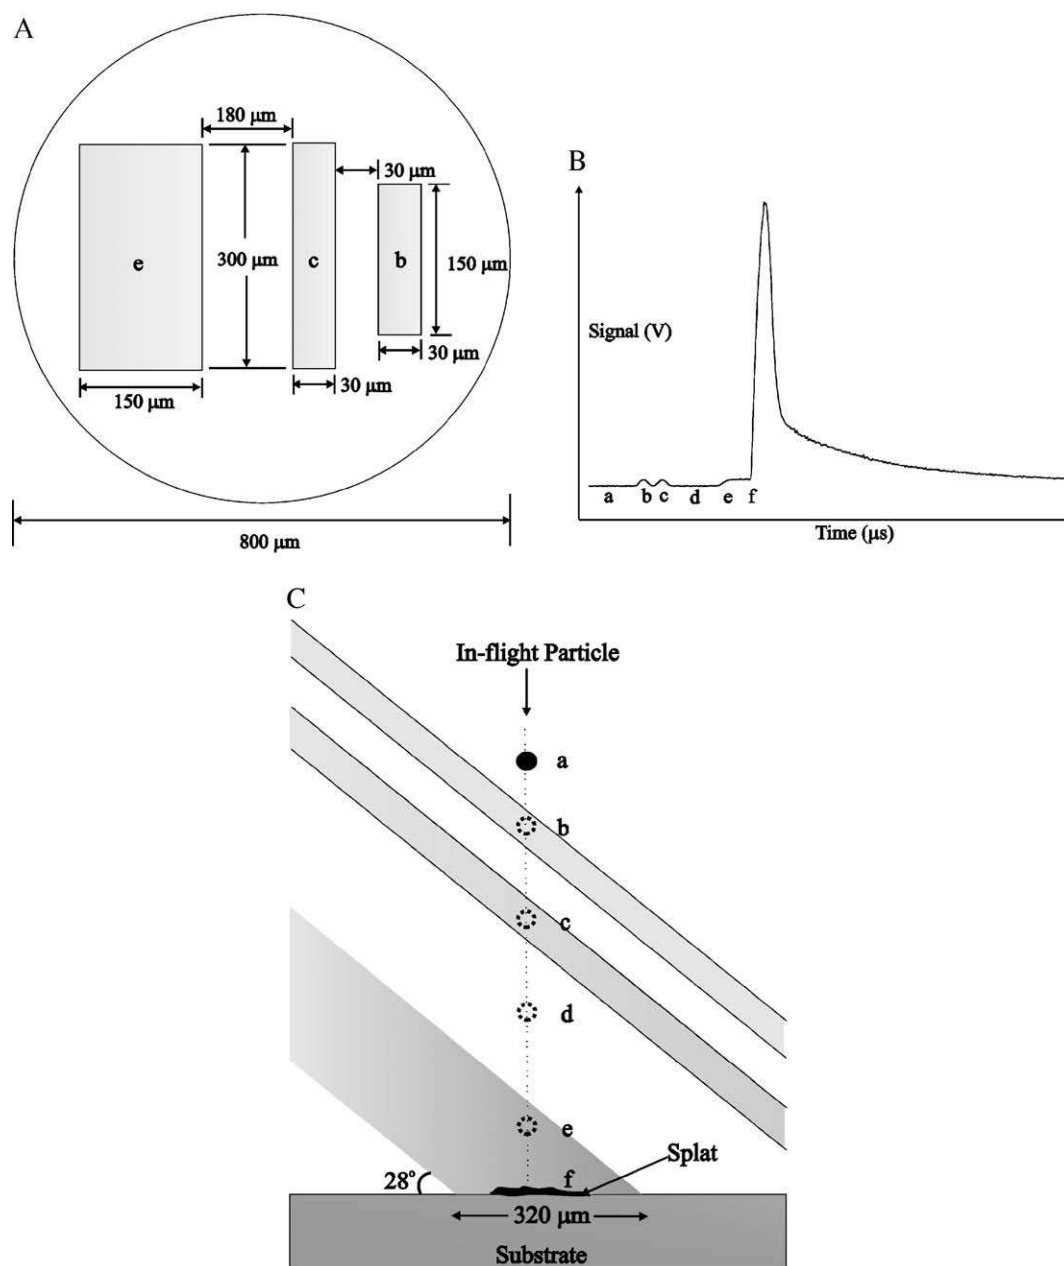 A
180 µm
30 µm
e
300 µm
c
b
150 µm
30 µm
150 µm
30 µm
800 µm
B
Signal (V)
a b c d e f
Time (µs)
C
In-flight Particle
a
b
c
d
e
Splat
28° f
320 µm
Substrate